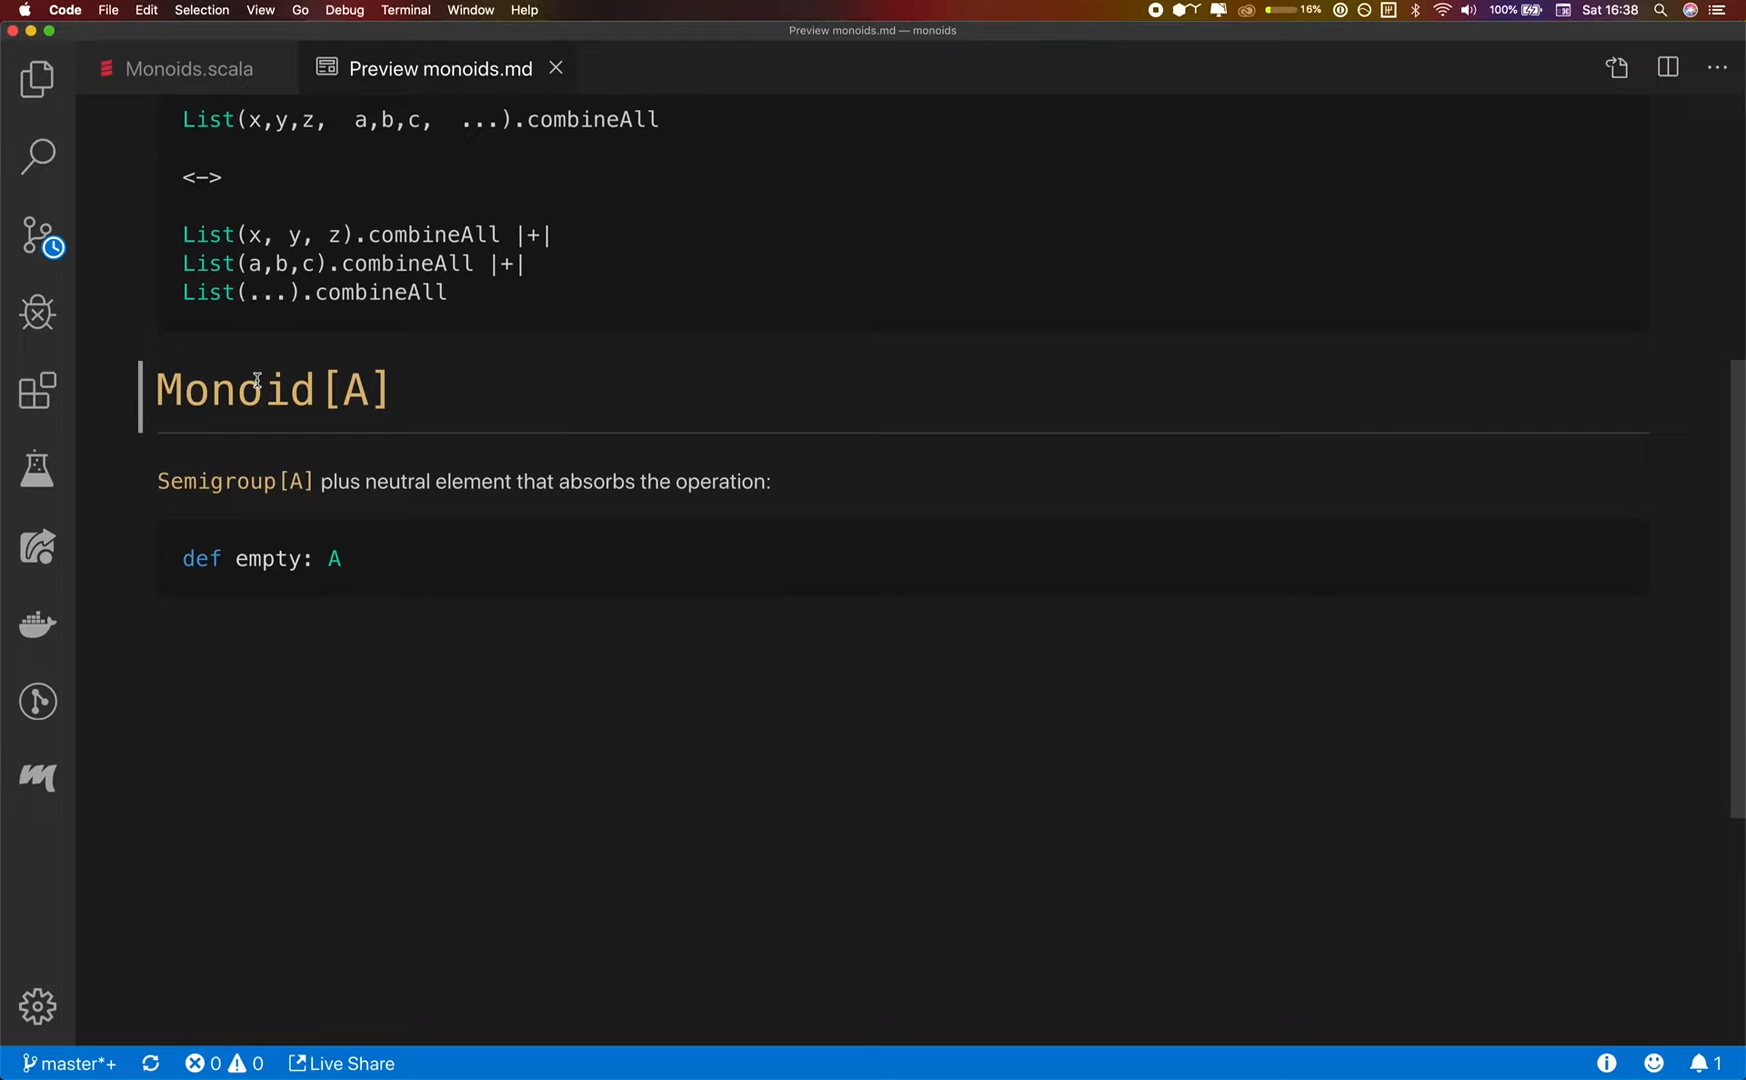 Code File Edit Selection View Go Debug Terminal Window Help 16% 100% Sat 16:38
Preview monoids.md — monoids
Monoids.scala Preview monoids.md
List(x,y,z, a,b,c, ...).combineAll
<->
List(x, y, z).combineAll |+|
List(a,b,c).combineAll |+|
List(...).combineAll
Monoid[A]
Semigroup[A] plus neutral element that absorbs the operation:
def empty: A
master*+ 0 0 Live Share 1